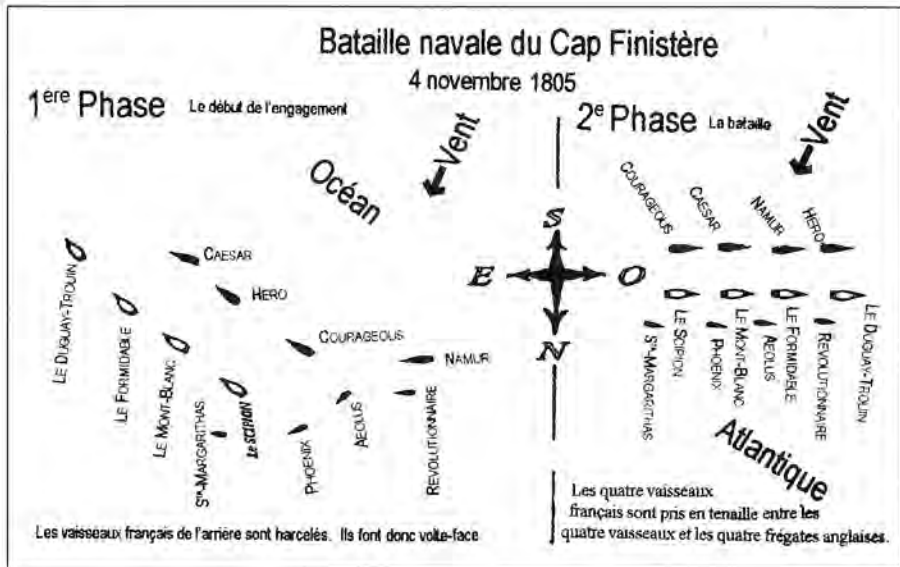 Bataille navale du Cap Finistère
4 novembre 1805
1ère Phase Le début de l'engagement
Vent
Océan
CAESAR
HERO
COURAGEOUS
NAMUR
LE DUGUAY-TROUIN
LE FORMIDABLE
LE MONT-BLANC
STE-MARGARITHAS
LE SCIPION
PHOENIX
AEOLUS
REVOLUTIONNAIRE
Les vaisseaux français de l'arrière sont harcelés. Ils font donc volte-face
S
E
O
N
2e Phase La bataille
Vent
COURAGEOUS
CAESAR
NAMUR
HERO
STE-MARGARITHAS
LE SCIPION
PHOENIX
LE MONT-BLANC
AEOLUS
LE FORMIDABLE
REVOLUTIONNAIRE
LE DUGUAY-TROUIN
Atlantique
Les quatre vaisseaux
français sont pris en tenaille entre les
quatre vaisseaux et les quatre frégates anglaises.